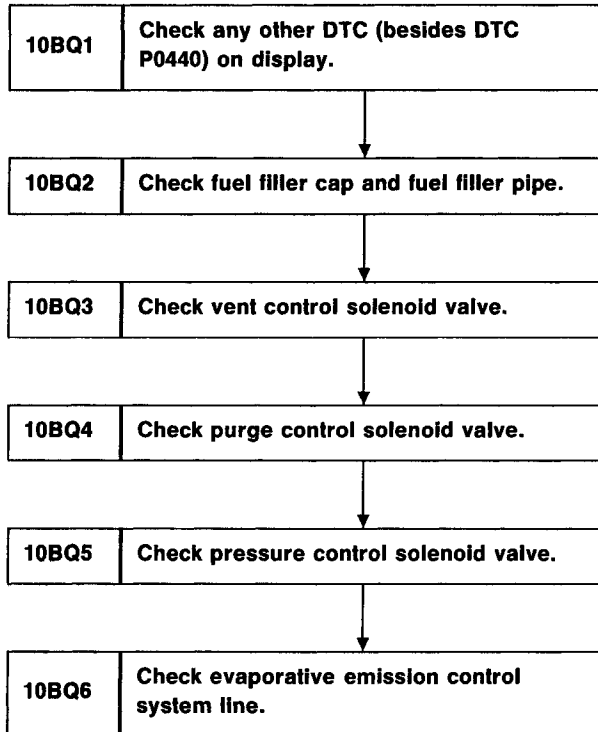 10BQ1
Check any other DTC (besides DTC
P0440) on display.
10BQ2
Check fuel filler cap and fuel filler pipe.
10BQ3
Check vent control solenoid valve.
10BQ4
Check purge control solenoid valve.
10BQ5
Check pressure control solenoid valve.
10BQ6
Check evaporative emission control
system line.